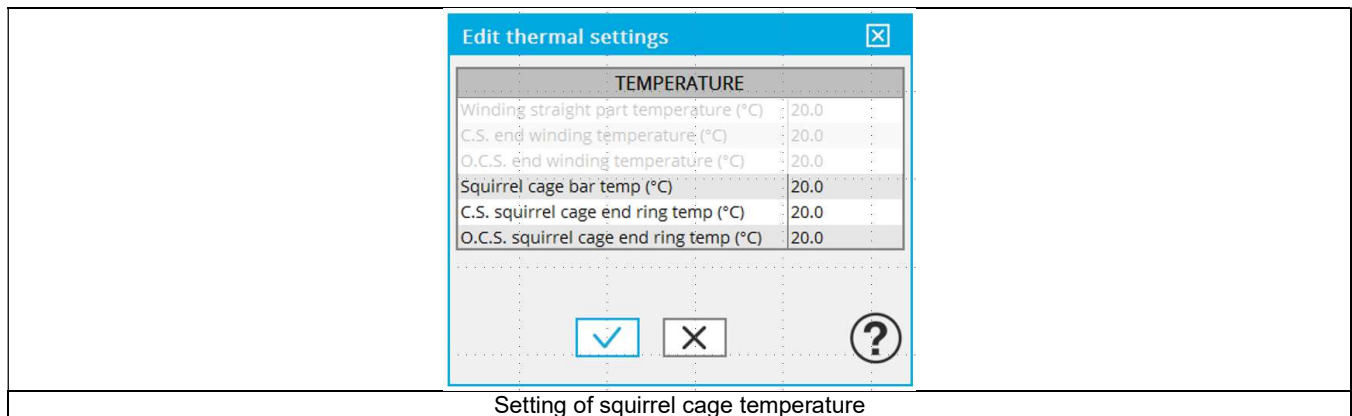 Edit thermal settings
TEMPERATURE
Winding straight part temperature (°C) 20.0
C.S. end winding temperature (°C) 20.0
O.C.S. end winding temperature (°C) 20.0
Squirrel cage bar temp (°C) 20.0
C.S. squirrel cage end ring temp (°C) 20.0
O.C.S. squirrel cage end ring temp (°C) 20.0
?
Setting of squirrel cage temperature